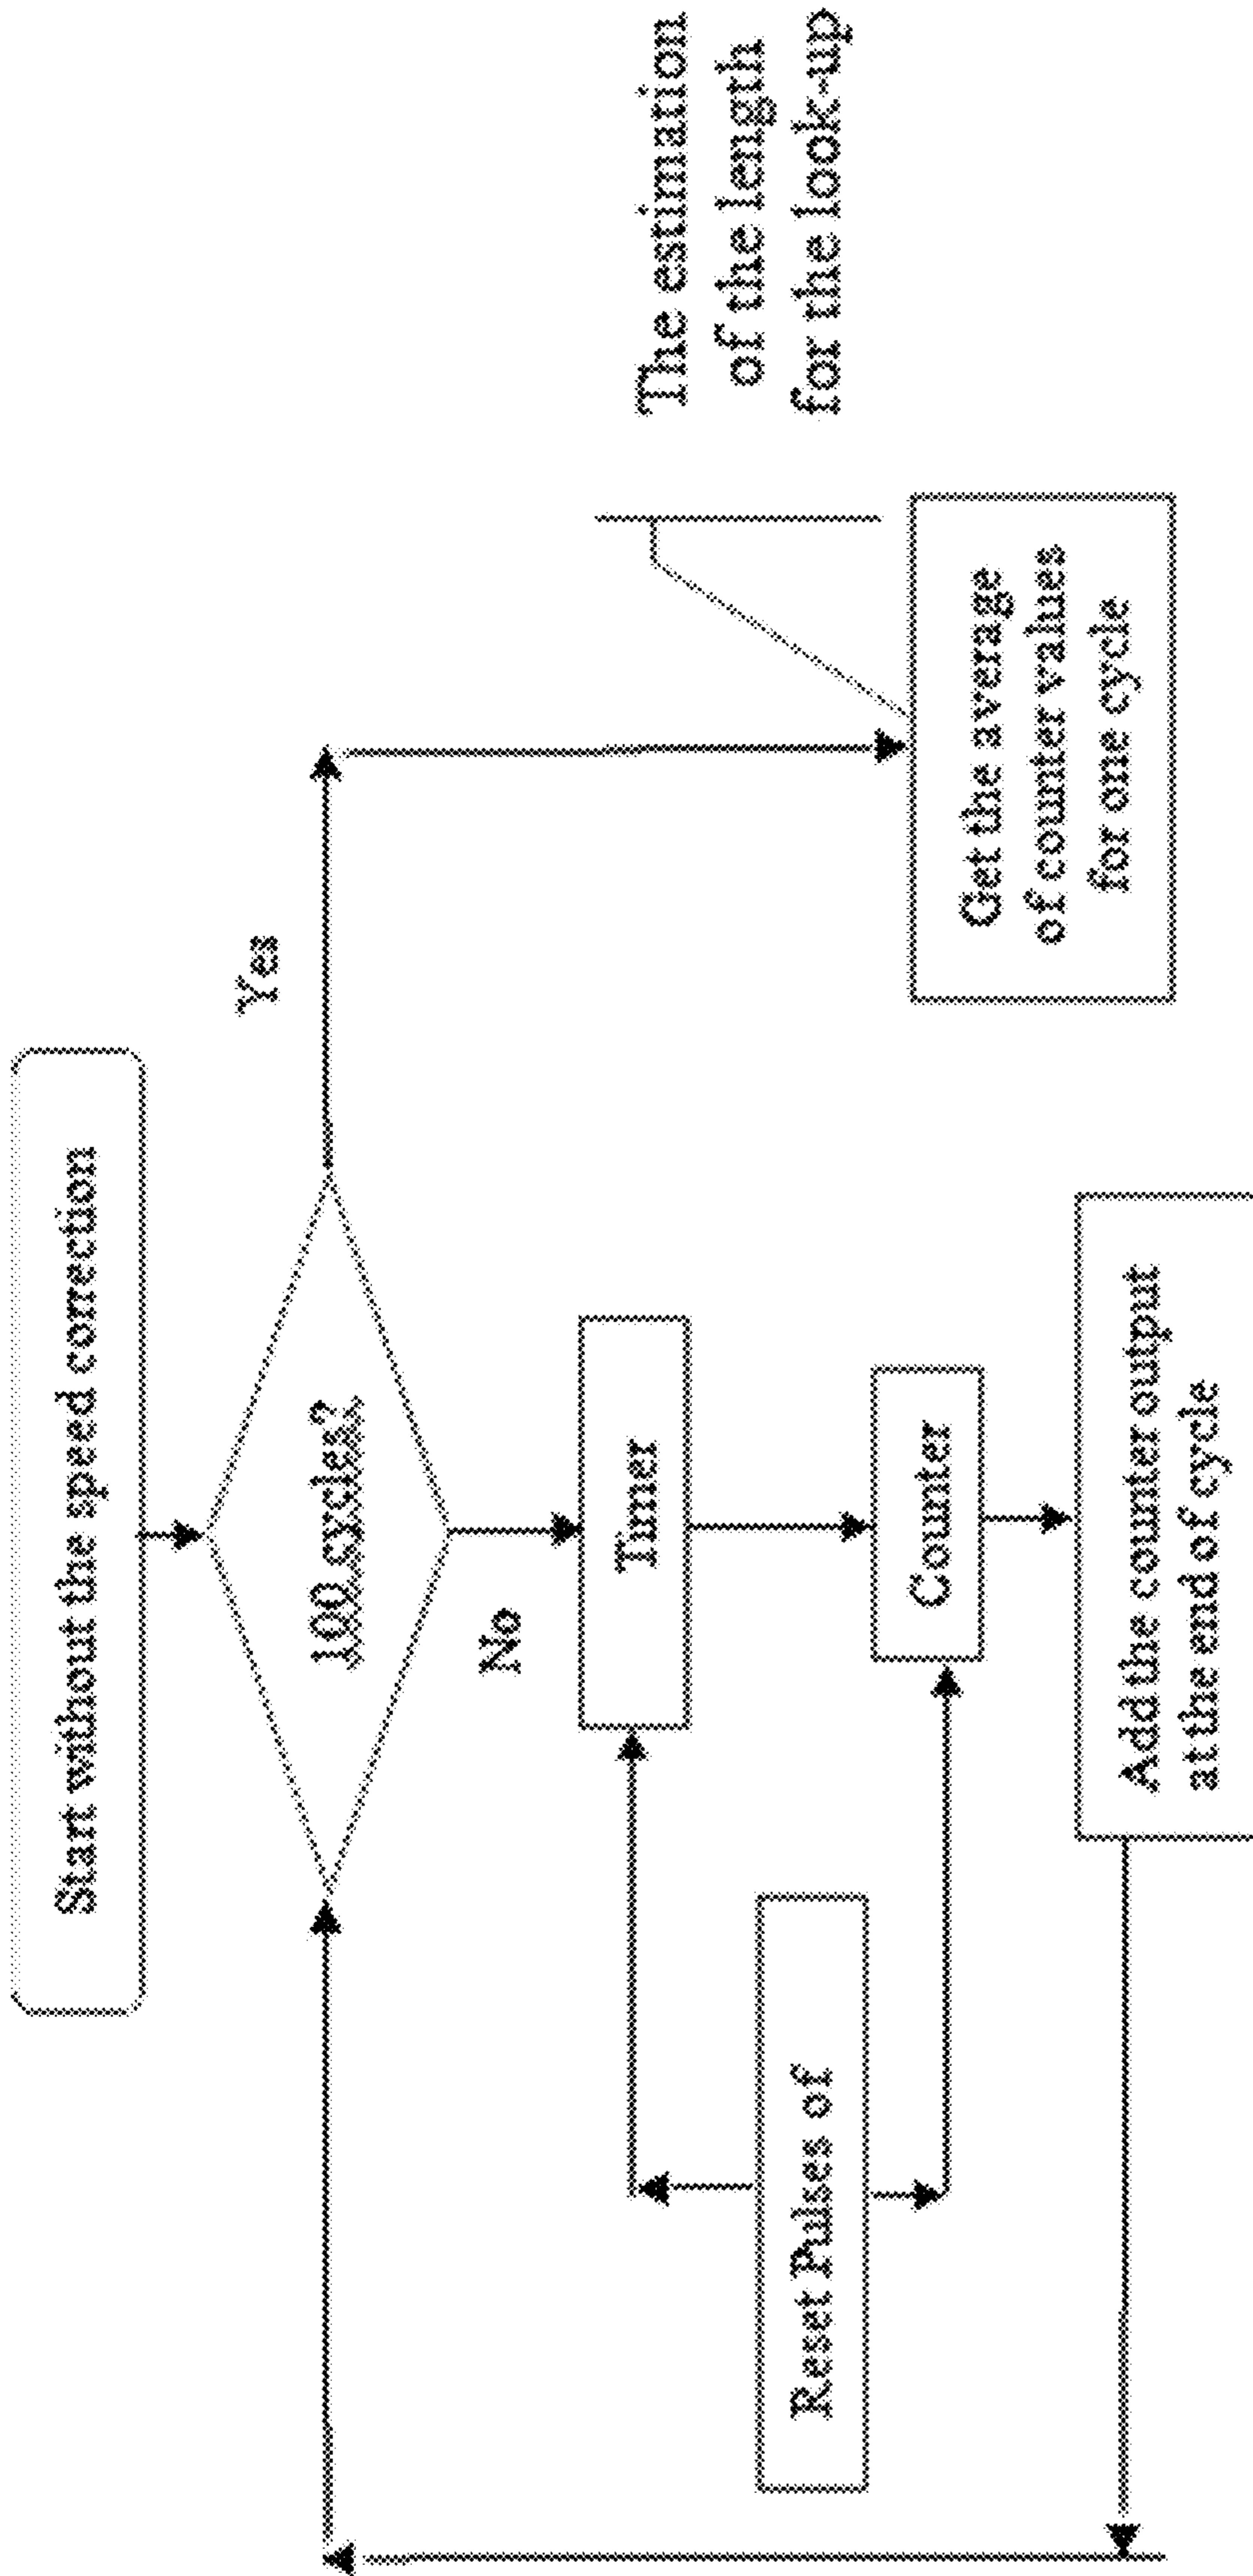 Start without the speed correction
100 cycles?
Yes
No
Timer
Reset Pulses of
Counter
Add the counter output
at the end of cycle
Get the average
of counter values
for one cycle
The estimation
of the length
for the look-up